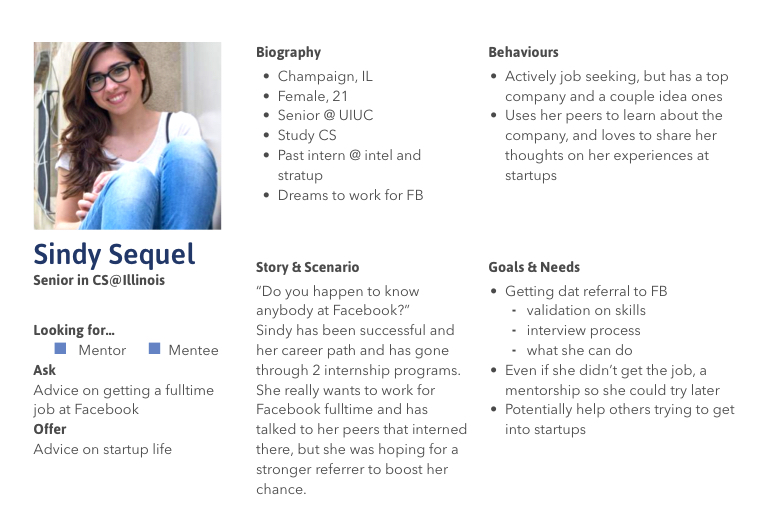 Sindy Sequel
Senior in CS@Illinois
Looking for...
Mentor Mentee
Ask
Advice on getting a fulltime
job at Facebook
Offer
Advice on startup life
Biography
• Champaign, IL
• Female, 21
• Senior @ UIUC
• Study CS
• Past intern @ intel and
stratup
• Dreams to work for FB
Behaviours
• Actively job seeking, but has a top
company and a couple idea ones
• Uses her peers to learn about the
company, and loves to share her
thoughts on her experiences at
startups
Story & Scenario
“Do you happen to know
anybody at Facebook?”
Sindy has been successful and
her career path and has gone
through 2 internship programs.
She really wants to work for
Facebook fulltime and has
talked to her peers that interned
there, but she was hoping for a
stronger referrer to boost her
chance.
Goals & Needs
• Getting dat referral to FB
- validation on skills
- interview process
- what she can do
• Even if she didn’t get the job, a
mentorship so she could try later
• Potentially help others trying to get
into startups